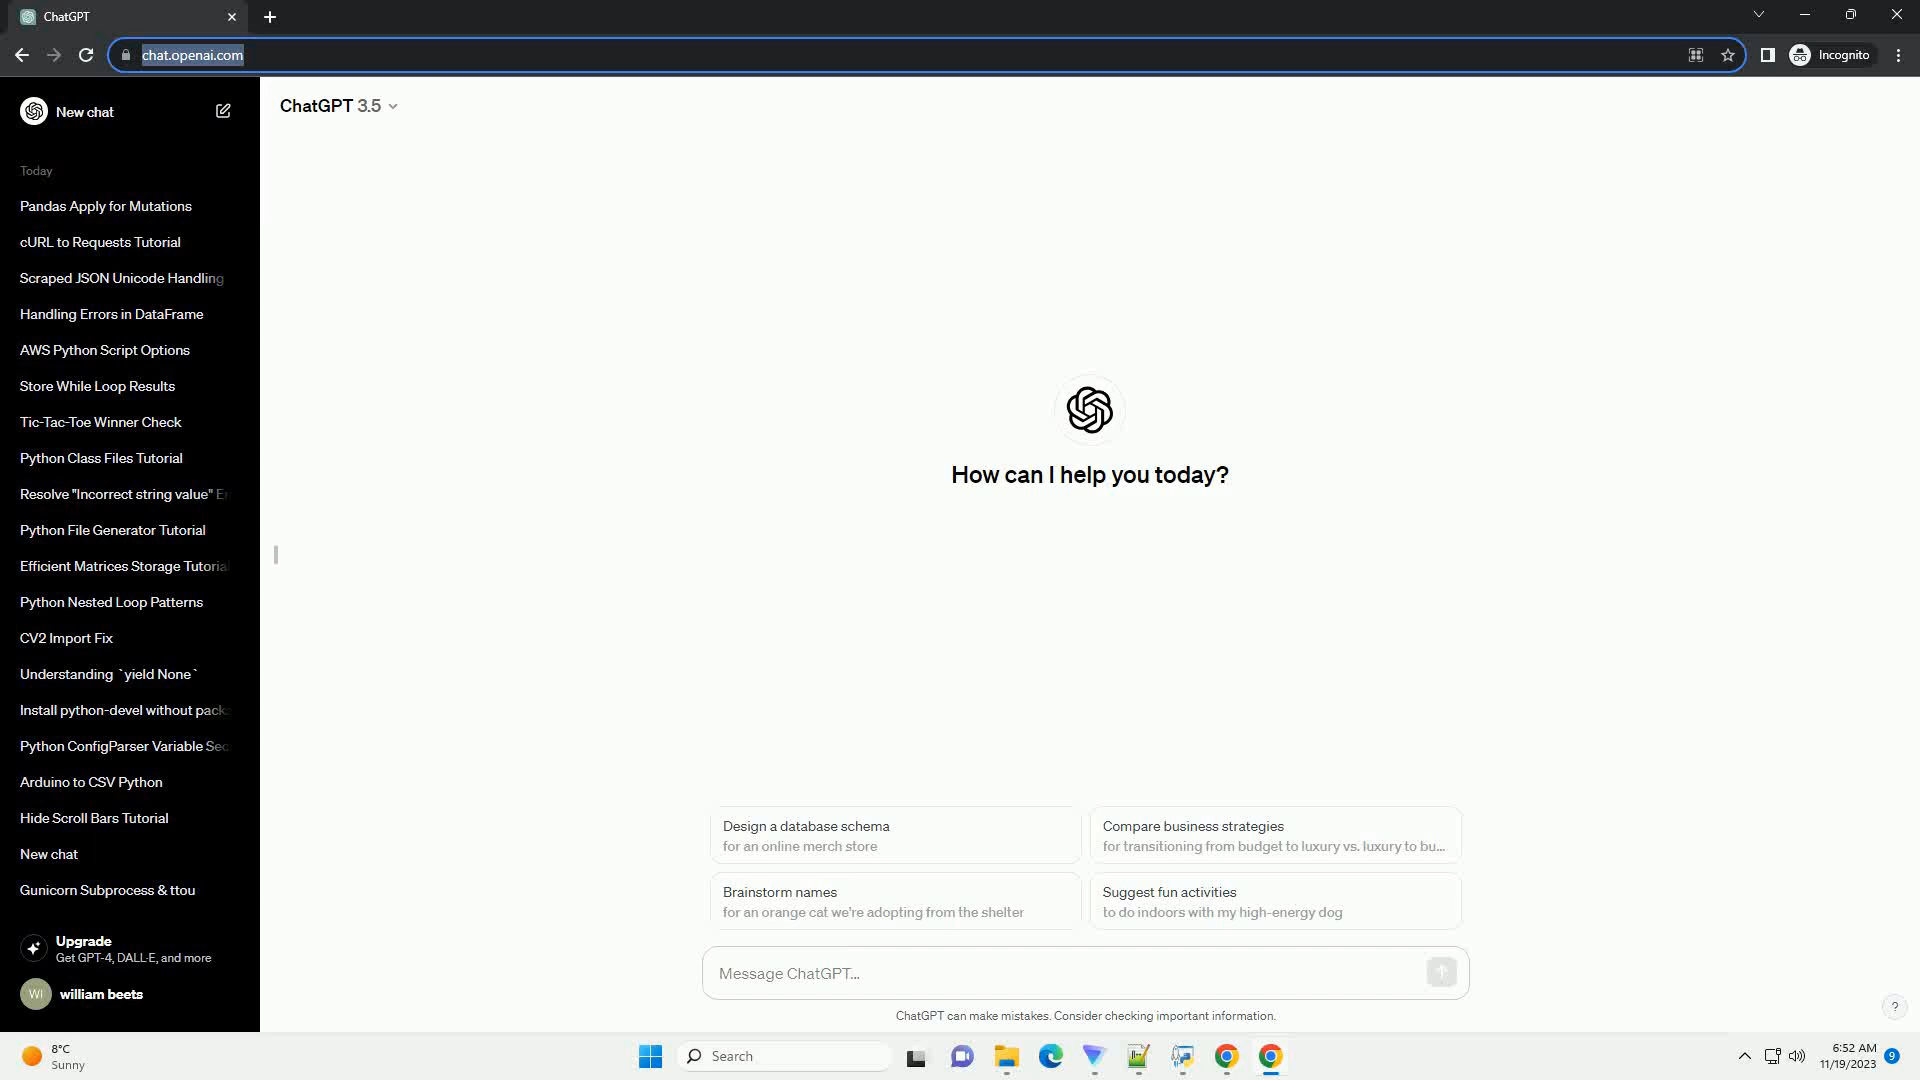 ChatGPT
chat.openai.com
Incognito
New chat
ChatGPT 3.5
Today
Pandas Apply for Mutations
cURL to Requests Tutorial
Scraped JSON Unicode Handling
Handling Errors in DataFrame
AWS Python Script Options
Store While Loop Results
Tic-Tac-Toe Winner Check
Python Class Files Tutorial
Resolve "Incorrect string value" Er
Python File Generator Tutorial
Efficient Matrices Storage Tutorial
Python Nested Loop Patterns
CV2 Import Fix
Understanding `yield None`
Install python-devel without pack
Python ConfigParser Variable Sec
Arduino to CSV Python
Hide Scroll Bars Tutorial
New chat
Gunicorn Subprocess & ttou
Upgrade
Get GPT-4, DALL·E, and more
WI
william beets
How can I help you today?
Design a database schema
for an online merch store
Compare business strategies
for transitioning from budget to luxury vs. luxury to bu...
Brainstorm names
for an orange cat we're adopting from the shelter
Suggest fun activities
to do indoors with my high-energy dog
Message ChatGPT...
ChatGPT can make mistakes. Consider checking important information.
?
8°C
Sunny
Search
6:52 AM
11/19/2023
9